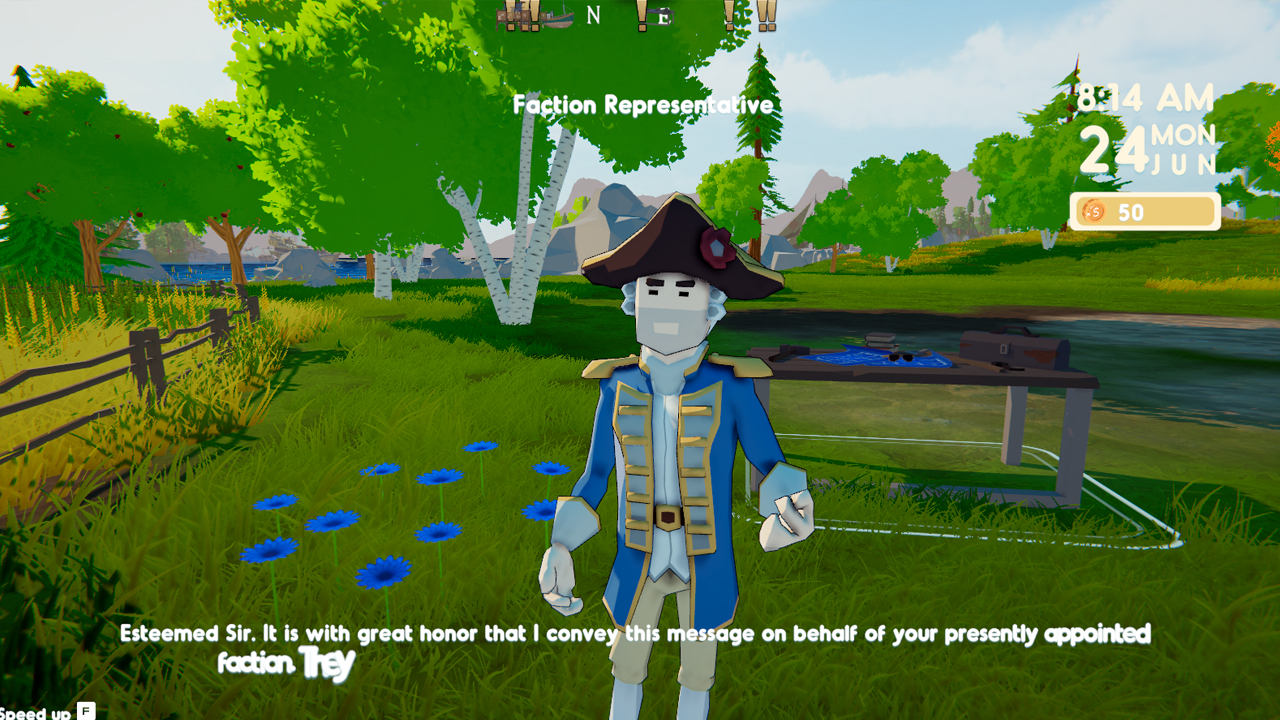 N
E
Faction Representative
8:14 AM
24 MON
JUN
50
Esteemed Sir. It is with great honor that I convey this message on behalf of your presently appointed
faction. They
Speed up F